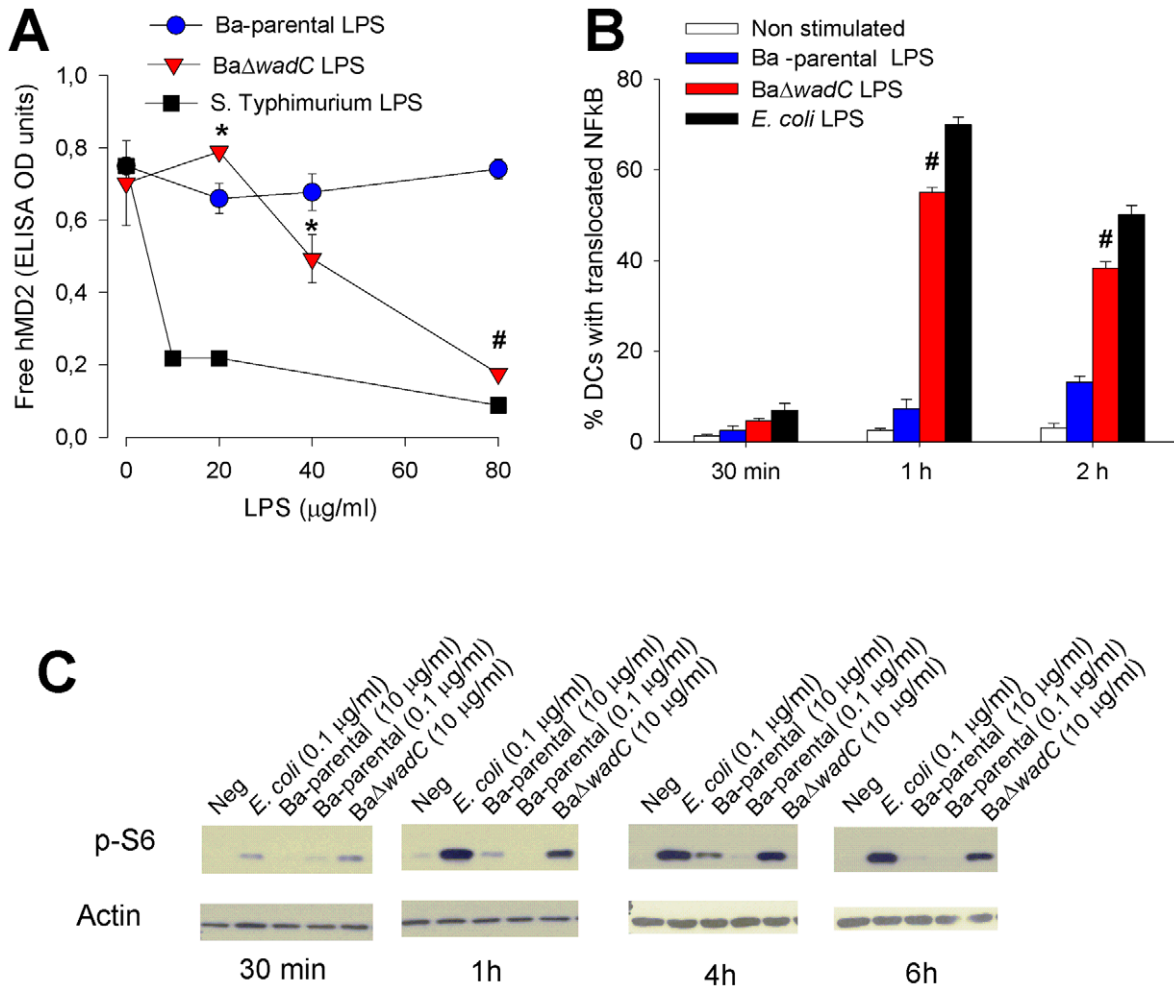 A
Ba-parental LPS
BaΔwadC LPS
S. Typhimurium LPS
Free hMD2 (ELISA OD units)
1,0
0,8
0,6
0,4
0,2
0,0
*
*
#
0 20 40 60 80
LPS (μg/ml)
B
Non stimulated
Ba -parental LPS
BaΔwadC LPS
E. coli LPS
% DCs with translocated NFkB
80
60
40
20
0
#
#
30 min 1 h 2 h
C
Neg
E. coli (0.1 μg/ml)
Ba-parental (10 μg/ml)
Ba-parental (0.1 μg/ml)
BaΔwadC (10 μg/ml)
Neg
E. coli (0.1 μg/ml)
Ba-parental (10 μg/ml)
Ba-parental (0.1 μg/ml)
BaΔwadC (10 μg/ml)
Neg
E. coli (0.1 μg/ml)
Ba-parental (10 μg/ml)
Ba-parental (0.1 μg/ml)
BaΔwadC (10 μg/ml)
Neg
E. coli (0.1 μg/ml)
Ba-parental (10 μg/ml)
Ba-parental (0.1 μg/ml)
BaΔwadC (10 μg/ml)
p-S6
Actin
30 min 1h 4h 6h